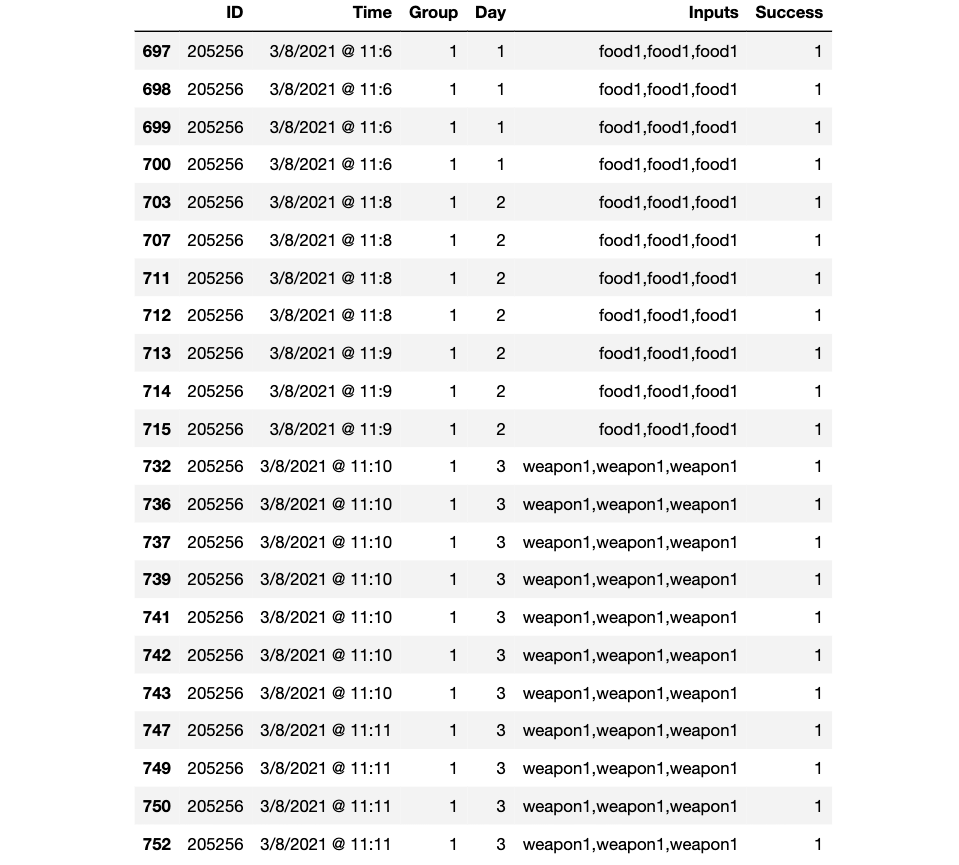 ID Time Group Day Inputs Success
697 205256 3/8/2021 @ 11:6 1 1 food1,food1,food1 1
698 205256 3/8/2021 @ 11:6 1 1 food1,food1,food1 1
699 205256 3/8/2021 @ 11:6 1 1 food1,food1,food1 1
700 205256 3/8/2021 @ 11:6 1 1 food1,food1,food1 1
703 205256 3/8/2021 @ 11:8 1 2 food1,food1,food1 1
707 205256 3/8/2021 @ 11:8 1 2 food1,food1,food1 1
711 205256 3/8/2021 @ 11:8 1 2 food1,food1,food1 1
712 205256 3/8/2021 @ 11:8 1 2 food1,food1,food1 1
713 205256 3/8/2021 @ 11:9 1 2 food1,food1,food1 1
714 205256 3/8/2021 @ 11:9 1 2 food1,food1,food1 1
715 205256 3/8/2021 @ 11:9 1 2 food1,food1,food1 1
732 205256 3/8/2021 @ 11:10 1 3 weapon1,weapon1,weapon1 1
736 205256 3/8/2021 @ 11:10 1 3 weapon1,weapon1,weapon1 1
737 205256 3/8/2021 @ 11:10 1 3 weapon1,weapon1,weapon1 1
739 205256 3/8/2021 @ 11:10 1 3 weapon1,weapon1,weapon1 1
741 205256 3/8/2021 @ 11:10 1 3 weapon1,weapon1,weapon1 1
742 205256 3/8/2021 @ 11:10 1 3 weapon1,weapon1,weapon1 1
743 205256 3/8/2021 @ 11:10 1 3 weapon1,weapon1,weapon1 1
747 205256 3/8/2021 @ 11:11 1 3 weapon1,weapon1,weapon1 1
749 205256 3/8/2021 @ 11:11 1 3 weapon1,weapon1,weapon1 1
750 205256 3/8/2021 @ 11:11 1 3 weapon1,weapon1,weapon1 1
752 205256 3/8/2021 @ 11:11 1 3 weapon1,weapon1,weapon1 1